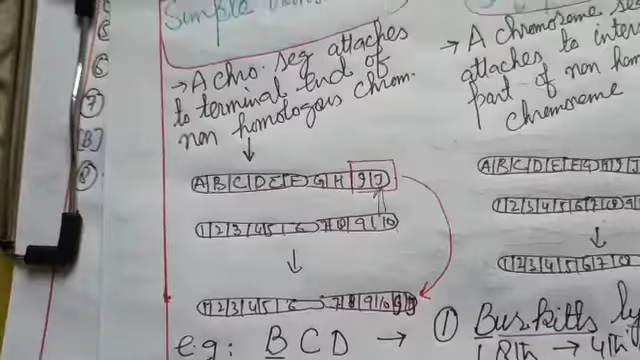 Simple
→ A chro. seg attaches
to terminal end of
non homologous chrom.
A B C D E E G H I J
1 2 3 4 5 6 7 8 9 10
1 2 3 4 5 6 7 8 9 10 9 J
e.g: B C D → ①
→ A chromosome seg
attaches to inter
part of non hom
chromosome
A B C D E E G H I J
1 2 3 4 5 6 7 8 9
1 2 3 4 5 6 7 8
⑦
[B]